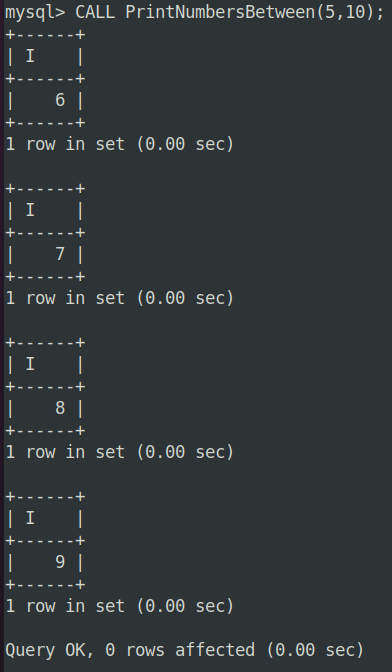 mysql> CALL PrintNumbersBetween(5,10);
+------+
| I    |
+------+
|    6 |
+------+
1 row in set (0.00 sec)

+------+
| I    |
+------+
|    7 |
+------+
1 row in set (0.00 sec)

+------+
| I    |
+------+
|    8 |
+------+
1 row in set (0.00 sec)

+------+
| I    |
+------+
|    9 |
+------+
1 row in set (0.00 sec)

Query OK, 0 rows affected (0.00 sec)